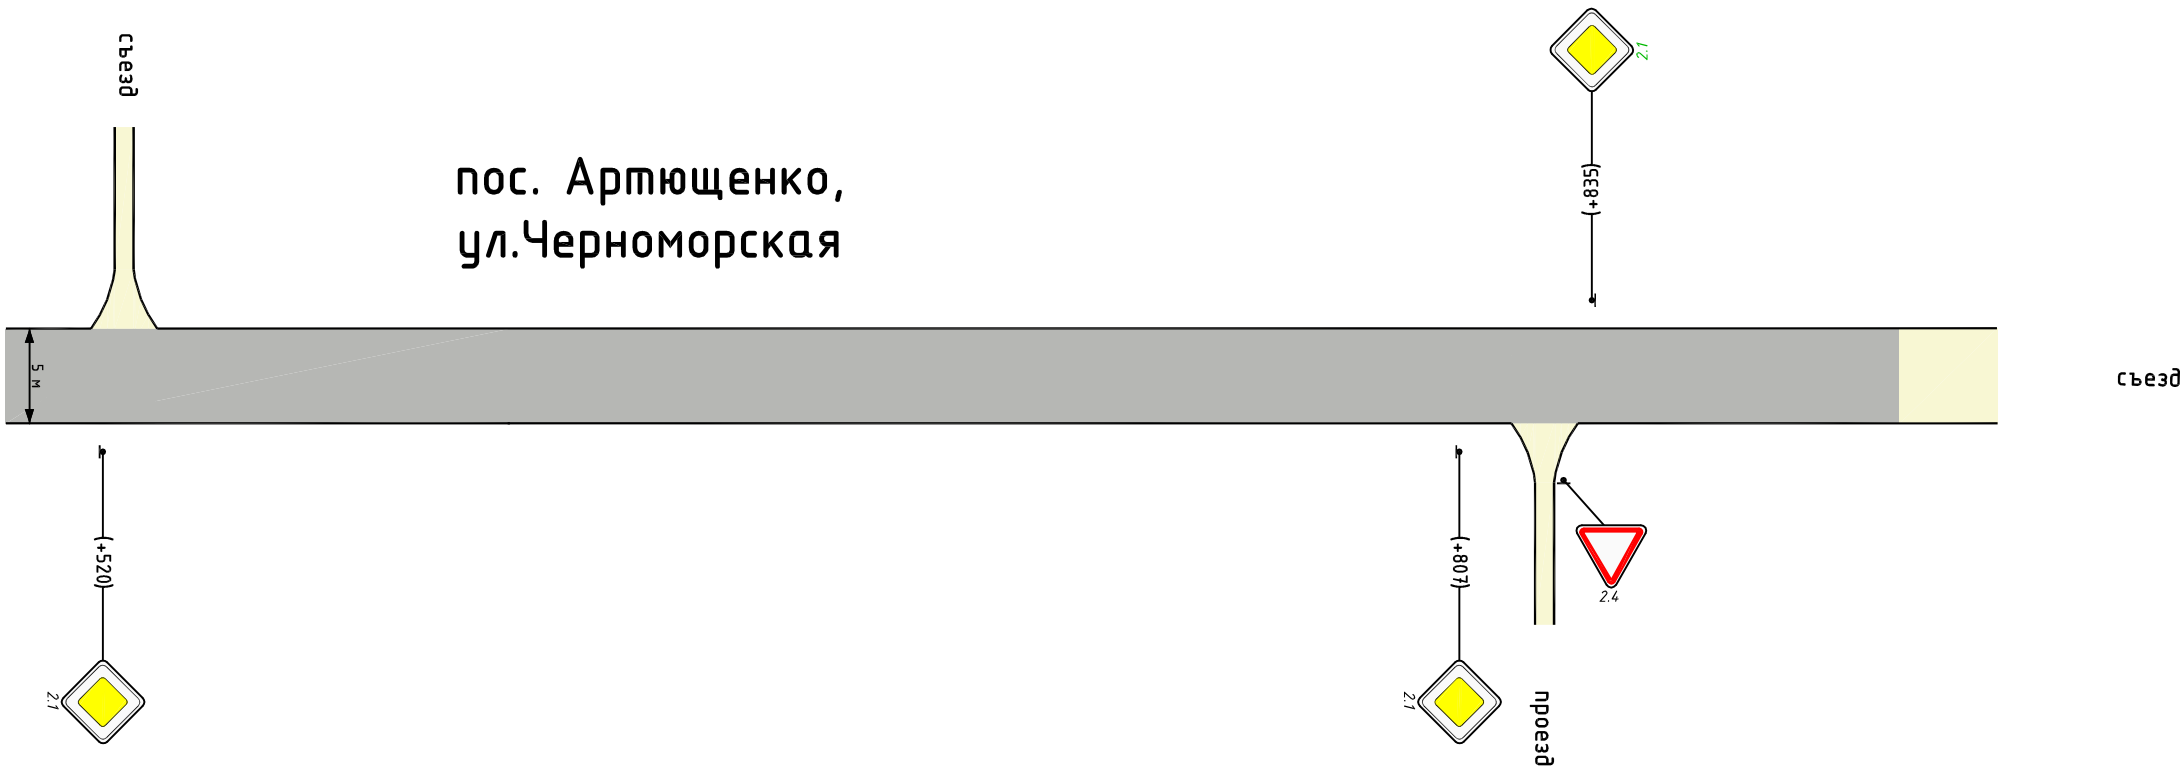 съезд
2.1
пос. Артющенко,
ул.Черноморская
(+835)
5 м
съезд
(+520)
(+807)
2.4
2.1
2.1
проезд